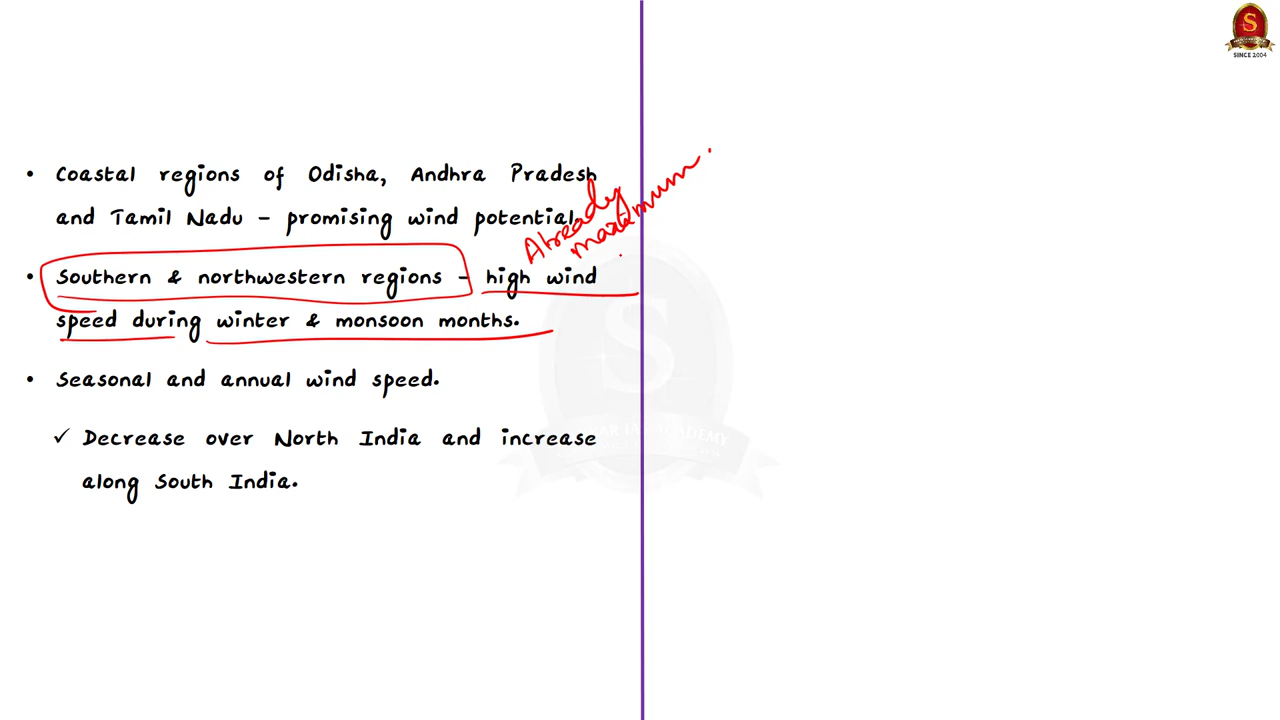 • Coastal regions of Odisha, Andhra Pradesh
and Tamil Nadu – promising wind potential.
Already
maximum.
• Southern & northwestern regions – high wind
speed during winter & monsoon months.
• Seasonal and annual wind speed.
✓ Decrease over North India and increase
along South India.
S
SINCE 2004